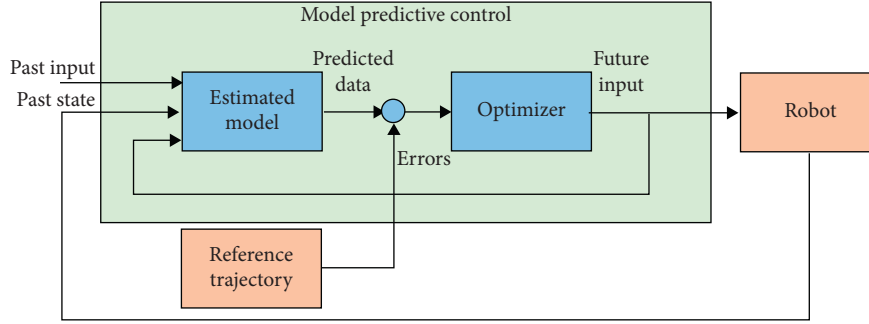 Model predictive control
Past input
Past state
Estimated
model
Predicted
data
Errors
Optimizer
Future
input
Robot
Reference
trajectory